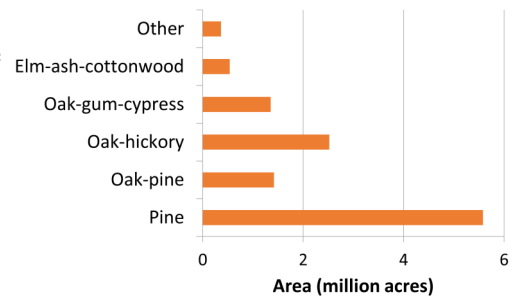 Other
Elm-ash-cottonwood
Oak-gum-cypress
Oak-hickory
Oak-pine
Pine
0 2 4 6
Area (million acres)